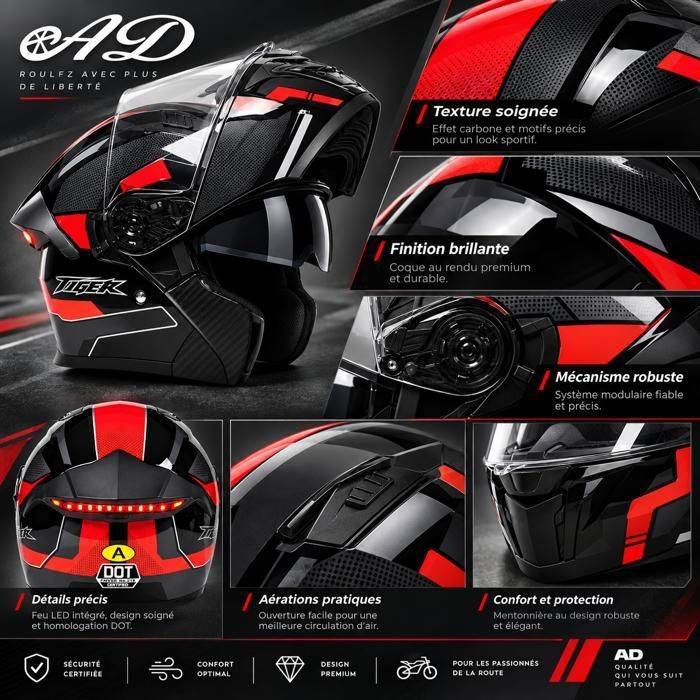 AD
ROULEZ AVEC PLUS
DE LIBERTÉ
Texture soignée
Effet carbone et motifs précis
pour un look sportif.
Finition brillante
Coque au rendu premium
et durable.
TIGEK
Mécanisme robuste
Système modulaire fiable
et précis.
A
DOT
CERTIFIED
Détails précis
Feu LED intégré, design soigné
et homologation DOT.
Aérations pratiques
Ouverture facile pour une
meilleure circulation d'air.
Confort et protection
Mentonnière au design robuste
et élégant.
SÉCURITÉ
CERTIFIÉE
CONFORT
OPTIMAL
DESIGN
PREMIUM
POUR LES PASSIONNÉS
DE LA ROUTE
AD
QUALITÉ
QUI VOUS SUIT
PARTOUT